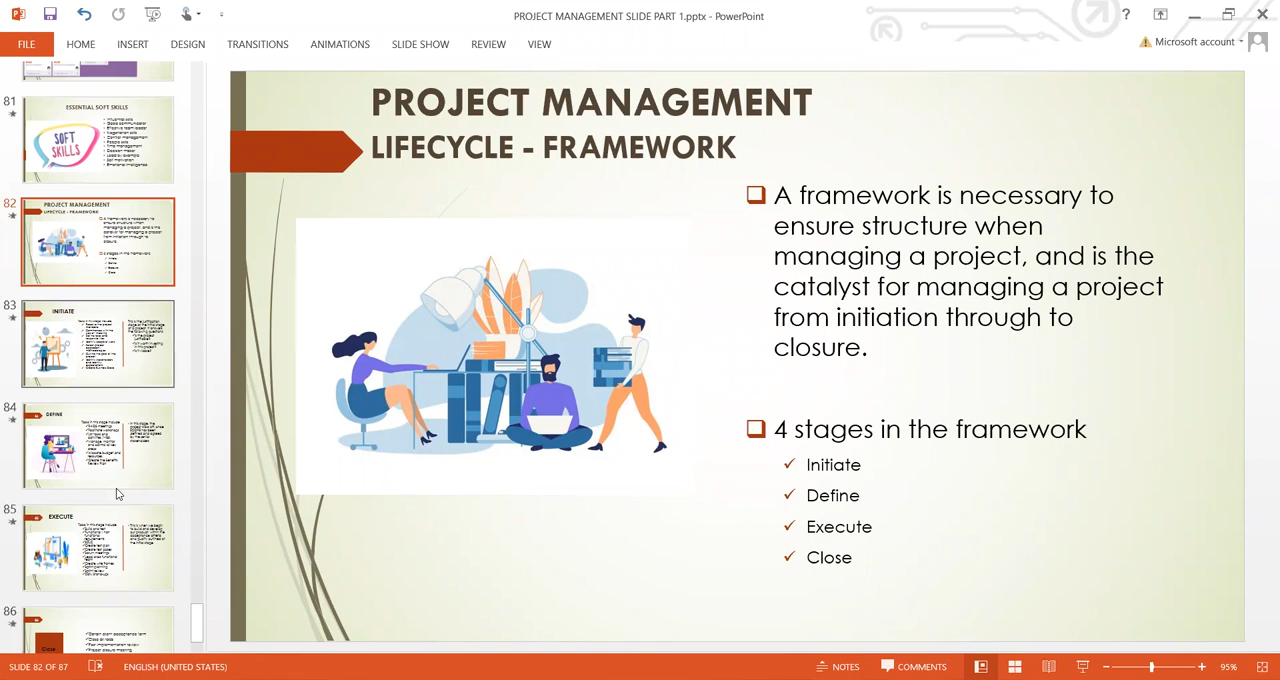 PROJECT MANAGEMENT SLIDE PART 1.pptx - PowerPoint
?
FILE HOME INSERT DESIGN TRANSITIONS ANIMATIONS SLIDE SHOW REVIEW VIEW
Microsoft account
81
ESSENTIAL SOFT SKILLS
SOFT
SKILLS
82
PROJECT MANAGEMENT
LIFECYCLE - FRAMEWORK
83
INITIATE
84
DEFINE
85
EXECUTE
86
Close
PROJECT MANAGEMENT
LIFECYCLE - FRAMEWORK
A framework is necessary to
ensure structure when
managing a project, and is the
catalyst for managing a project
from initiation through to
closure.
4 stages in the framework
Initiate
Define
Execute
Close
SLIDE 82 OF 87
ENGLISH (UNITED STATES)
NOTES
COMMENTS
95%